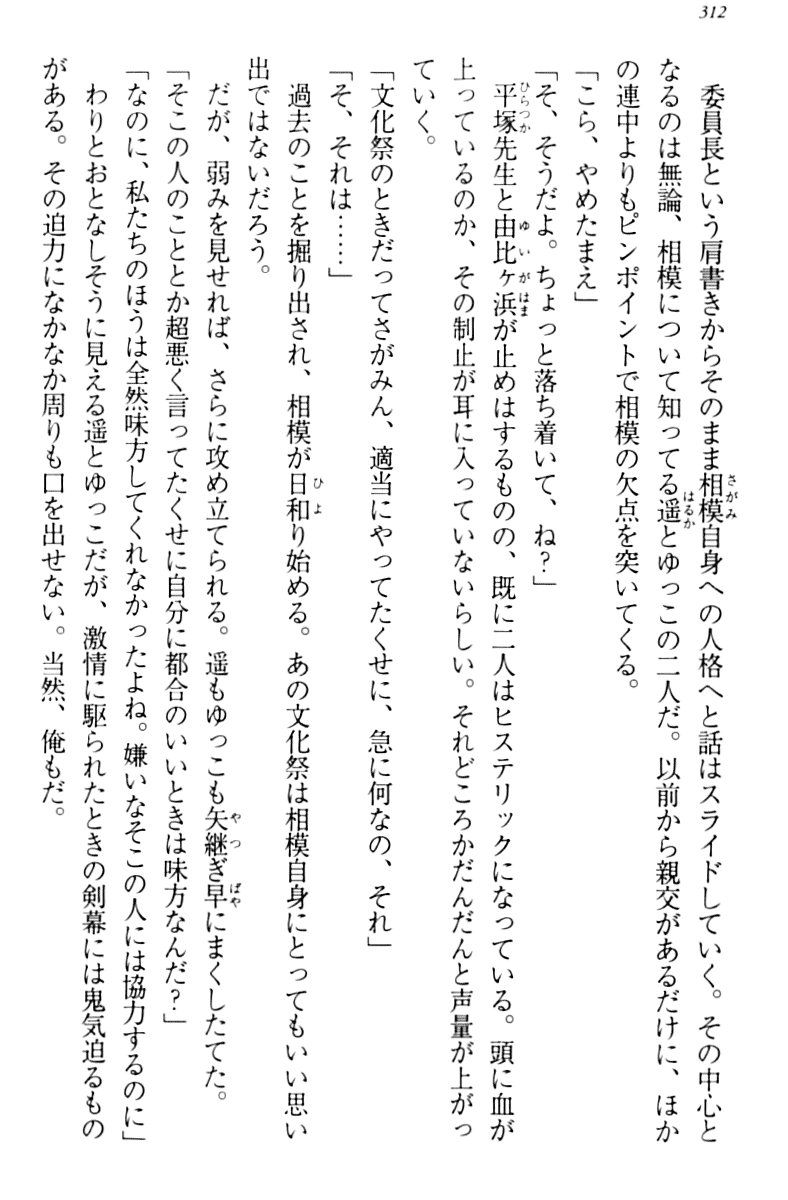 312
委員長という肩書きからそのまま相模自身への人格へと話はスライドしていく。その中心と
なるのは無論、相模について知ってる遥とゆっこの二人だ。以前から親交があるだけに、ほか
の連中よりもピンポイントで相模の欠点を突いてくる。
「こら、やめたまえ」
「そ、そうだよ。ちょっと落ち着いて、ね？」
平塚先生と由比ヶ浜が止めはするものの、既に二人はヒステリックになっている。頭に血が
上っているのか、その制止が耳に入っていないらしい。それどころかだんだんと声量が上がっ
ていく。
「文化祭のときだってさがみん、適当にやってたくせに、急に何なの、それ」
「そ、それは……」
過去のことを掘り出され、相模が日和り始める。あの文化祭は相模自身にとってもいい思い
出ではないだろう。
だが、弱みを見せれば、さらに攻め立てられる。遥もゆっこも矢継ぎ早にまくしたてた。
「そこの人のこととか超悪く言ってたくせに自分に都合のいいときは味方なんだ？」
「なのに、私たちのほうは全然味方してくれなかったよね。嫌いなそこの人には協力するのに」
わりとおとなしそうに見える遥とゆっこだが、激情に駆られたときの剣幕には鬼気迫るもの
がある。その迫力になかなか周りも口を出せない。当然、俺もだ。